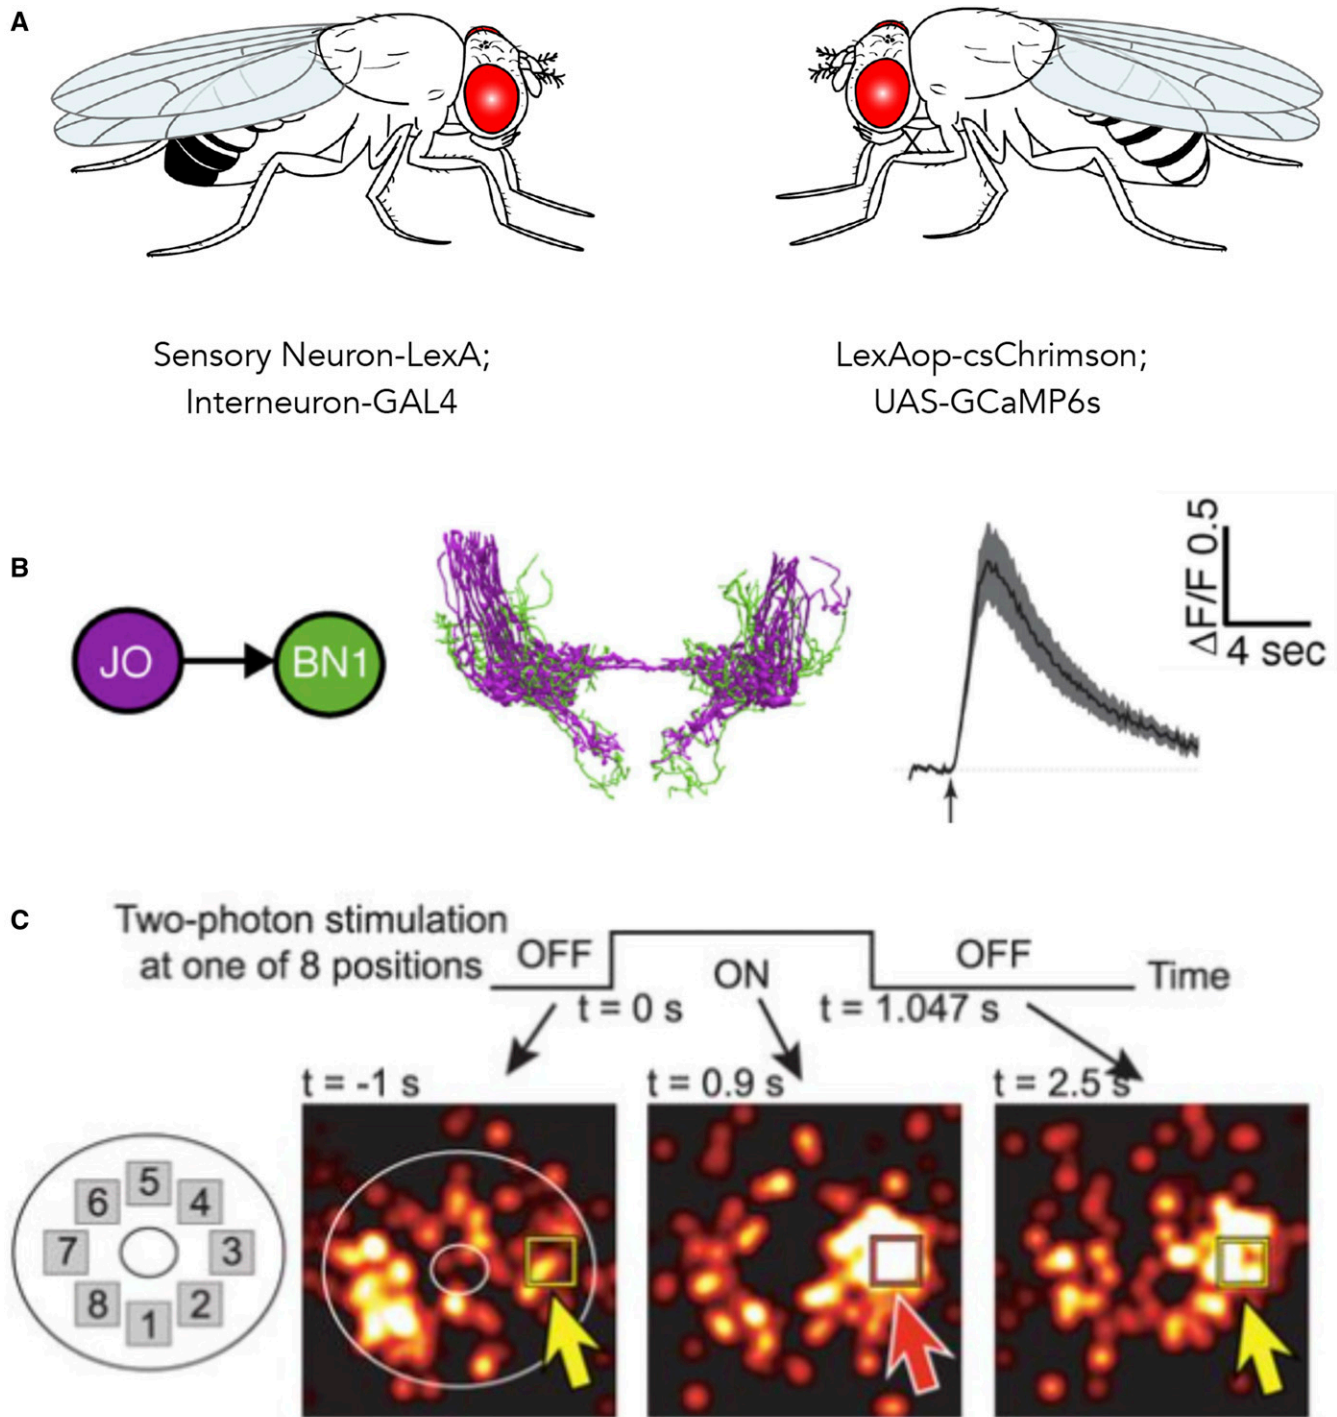 A
Sensory Neuron-LexA;
Interneuron-GAL4
LexAop-csChrimson;
UAS-GCaMP6s
B
JO
BN1
ΔF/F 0.5
4 sec
C
Two-photon stimulation
at one of 8 positions
OFF
ON
OFF
Time
t = 0 s
t = 1.047 s
t = -1 s
t = 0.9 s
t = 2.5 s
5
6
4
7
3
8
2
1